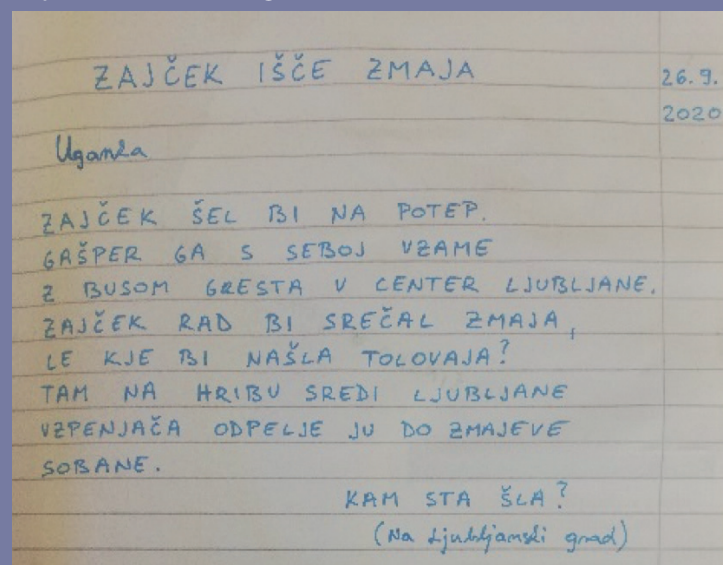 ZAJČEK IŠČE ZMAJA
26.9.
2020
Uganka
ZAJČEK ŠEL BI NA POTEP.
GAŠPER GA S SEBOJ VZAME
Z BUSOM GRESTA V CENTER LJUBLJANE.
ZAJČEK RAD BI SREČAL ZMAJA,
LE KJE BI NAŠLA TOLOVAJA?
TAM NA HRIBU SREDI LJUBLJANE
VZPENJAČA ODPELJE JU DO ZMAJEVE
SOBANE.
KAM STA ŠLA?
(Na Ljubljanski grad)